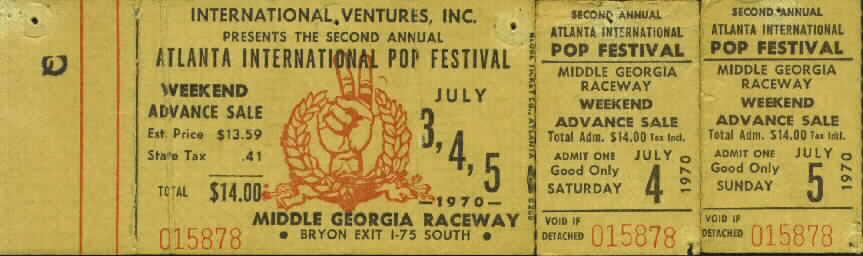 INTERNATIONAL VENTURES, INC.
PRESENTS THE SECOND ANNUAL
ATLANTA INTERNATIONAL POP FESTIVAL
WEEKEND
ADVANCE SALE
Est. Price $13.59
State Tax .41
TOTAL $14.00
JULY
3, 4, 5
—1970—
MIDDLE GEORGIA RACEWAY
• BRYON EXIT I-75 SOUTH •
015878
GLOBE TICKET CO., ATLANTA
SECOND ANNUAL
ATLANTA INTERNATIONAL
POP FESTIVAL
MIDDLE GEORGIA
RACEWAY
WEEKEND
ADVANCE SALE
Total Adm. $14.00 Tax Incl.
ADMIT ONE JULY
Good Only
SATURDAY 4 1970
VOID IF
DETACHED 015878
SECOND ANNUAL
ATLANTA INTERNATIONAL
POP FESTIVAL
MIDDLE GEORGIA
RACEWAY
WEEKEND
ADVANCE SALE
Total Adm. $14.00 Tax Incl.
ADMIT ONE JULY
Good Only
SUNDAY 5 1970
VOID IF
DETACHED 015878